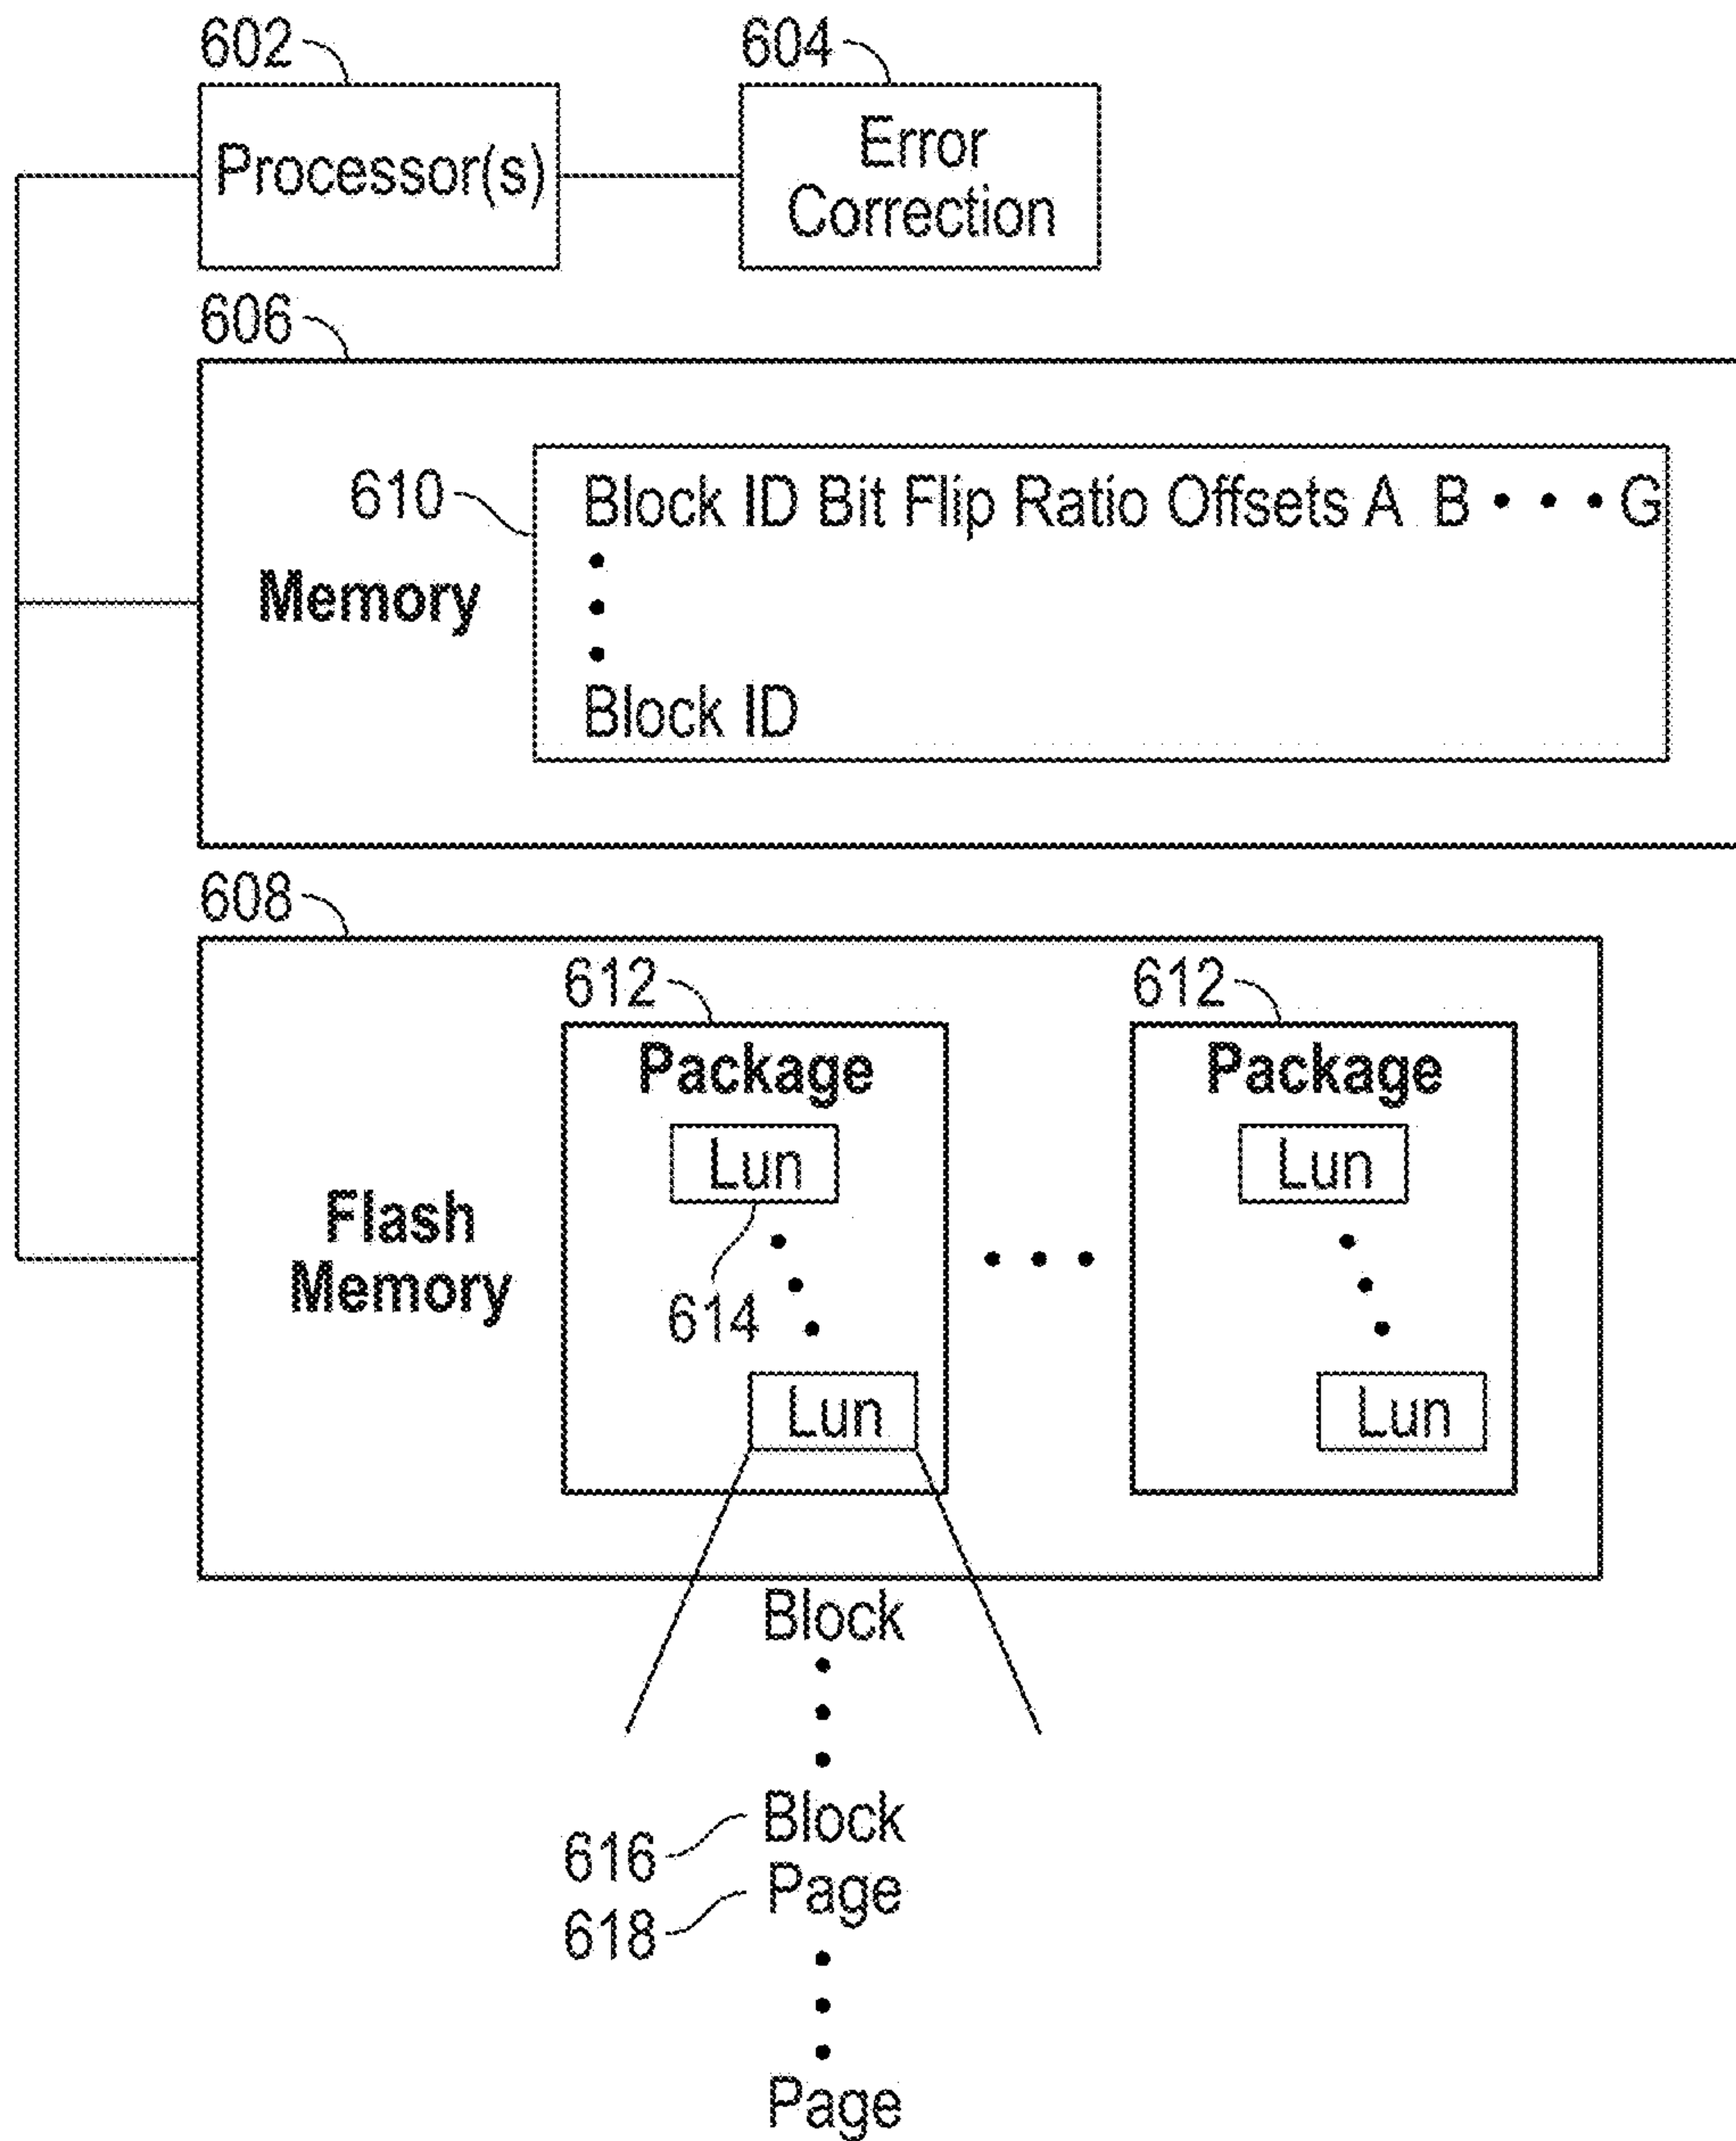 602
604
Processor(s)
Error
Correction
606
610
Block ID Bit Flip Ratio Offsets A B • • • G
Memory
Block ID
608
612
612
Package
Package
Lun
Lun
Flash
Memory
614
Lun
Lun
Block
616
Block
618
Page
Page